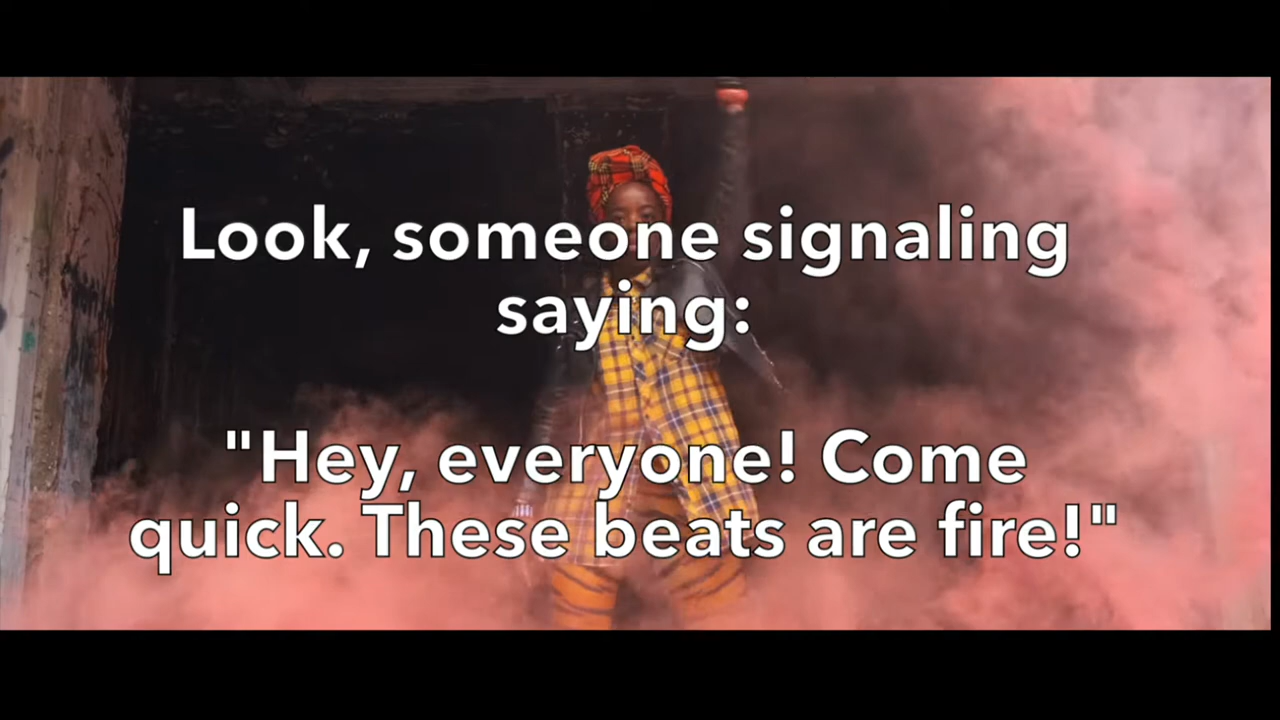 Look, someone signaling
saying:
"Hey, everyone! Come
quick. These beats are fire!"